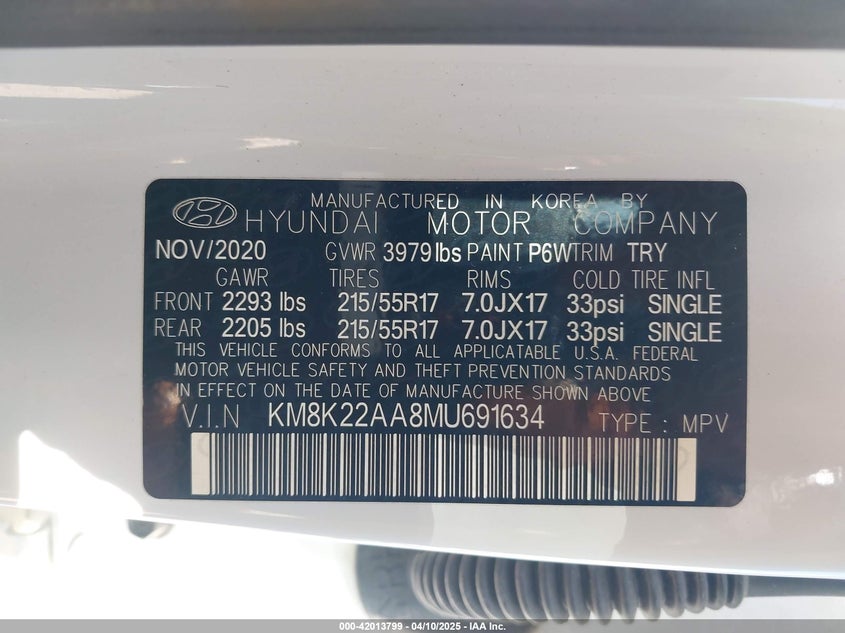 MANUFACTURED IN KOREA BY
HYUNDAI MOTOR COMPANY
NOV/2020 GVWR 3979 lbs PAINT P6W TRIM TRY
GAWR TIRES RIMS COLD TIRE INFL
FRONT 2293 lbs 215/55R17 7.0JX17 33psi SINGLE
REAR 2205 lbs 215/55R17 7.0JX17 33psi SINGLE
THIS VEHICLE CONFORMS TO ALL APPLICATABLE U.S.A. FEDERAL
MOTOR VEHICLE SAFETY AND THEFT PREVENTION STANDARDS
IN EFFECT ON THE DATE OF MANUFACTURE SHOWN ABOVE
V.I.N KM8K22AA8MU691634 TYPE : MPV
000-42013799 - 04/10/2025 - IAA Inc.